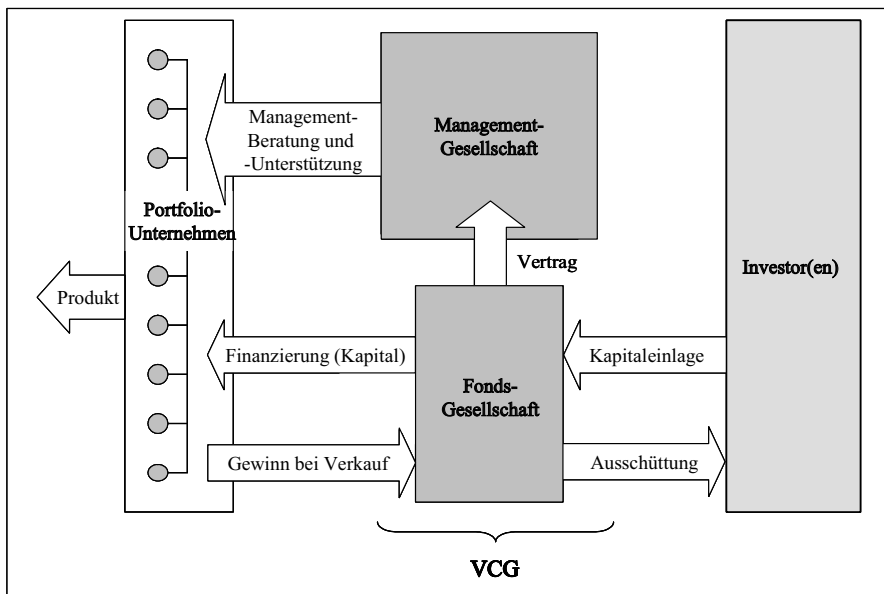 Management-
Beratung und
-Unterstützung
Management-
Gesellschaft
Portfolio-
Unternehmen
Vertrag
Investor(en)
Produkt
Finanzierung (Kapital)
Kapitaleinlage
Fonds-
Gesellschaft
Gewinn bei Verkauf
Ausschüttung
VCG